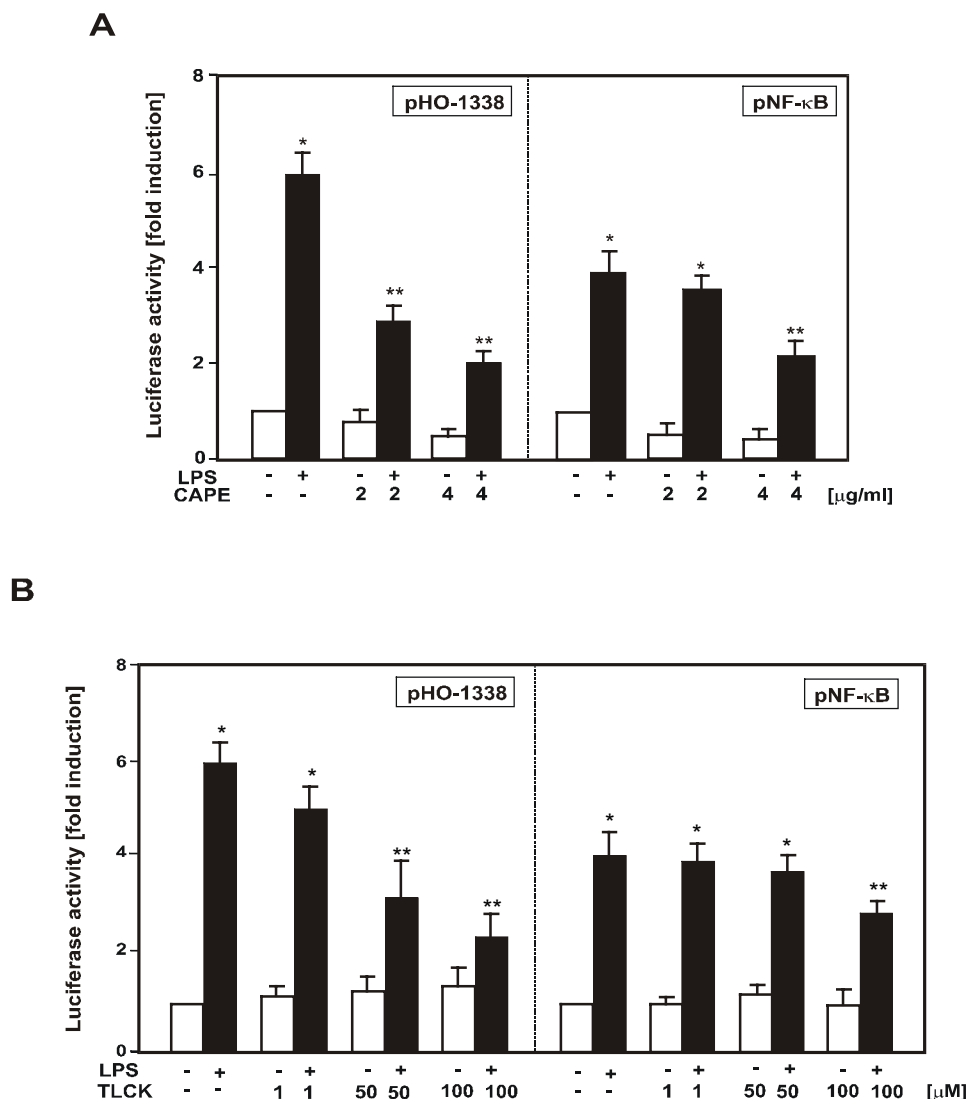 A
8
6
4
2
0
Luciferase activity [fold induction]
pHO-1338
pNF-κB
*
**
**
*
*
**
LPS - + - + - + - + - + - +
CAPE - - 2 2 4 4 - - 2 2 4 4 [μg/ml]
B
8
6
4
2
0
Luciferase activity [fold induction]
pHO-1338
pNF-κB
*
*
**
**
*
*
*
**
LPS - + - + - + - + - + - + - + - +
TLCK - - 1 1 50 50 100 100 - - 1 1 50 50 100 100 [μM]